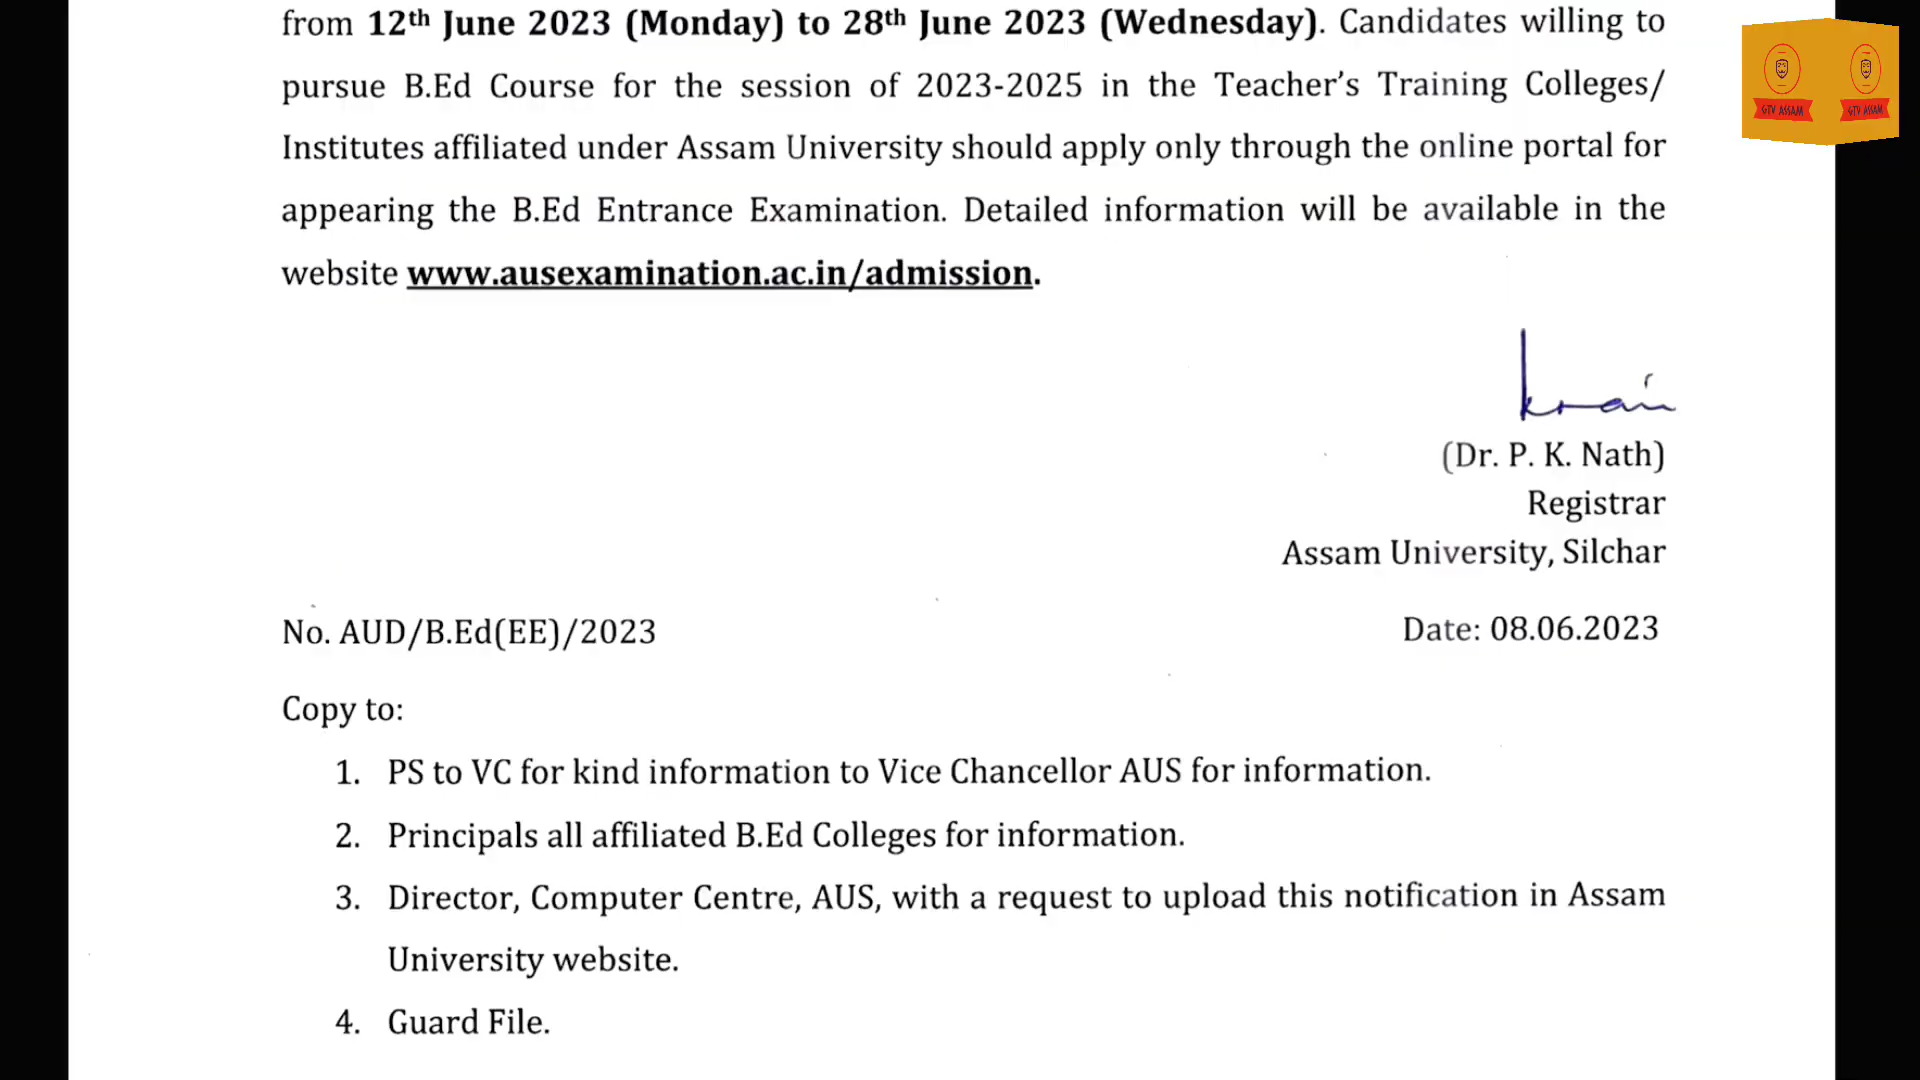 from 12th June 2023 (Monday) to 28th June 2023 (Wednesday). Candidates willing to
pursue B.Ed Course for the session of 2023-2025 in the Teacher's Training Colleges/
Institutes affiliated under Assam University should apply only through the online portal for
appearing the B.Ed Entrance Examination. Detailed information will be available in the
website www.ausexamination.ac.in/admission.
(Dr. P. K. Nath)
Registrar
Assam University, Silchar
No. AUD/B.Ed(EE)/2023
Date: 08.06.2023
Copy to:
1. PS to VC for kind information to Vice Chancellor AUS for information.
2. Principals all affiliated B.Ed Colleges for information.
3. Director, Computer Centre, AUS, with a request to upload this notification in Assam
University website.
4. Guard File.
GTV ASSAM
GTV ASSAM